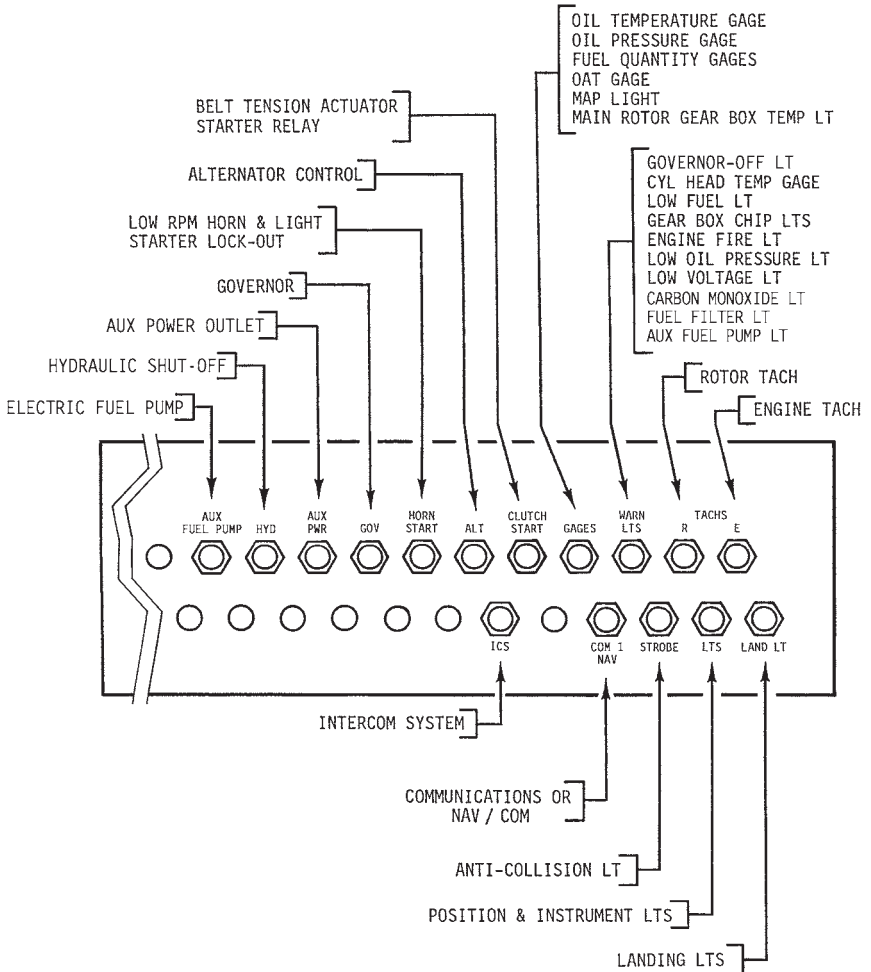 OIL TEMPERATURE GAGE
OIL PRESSURE GAGE
FUEL QUANTITY GAGES
OAT GAGE
MAP LIGHT
MAIN ROTOR GEAR BOX TEMP LT
BELT TENSION ACTUATOR
STARTER RELAY
ALTERNATOR CONTROL
LOW RPM HORN & LIGHT
STARTER LOCK-OUT
GOVERNOR
AUX POWER OUTLET
HYDRAULIC SHUT-OFF
ELECTRIC FUEL PUMP
GOVERNOR-OFF LT
CYL HEAD TEMP GAGE
LOW FUEL LT
GEAR BOX CHIP LTS
ENGINE FIRE LT
LOW OIL PRESSURE LT
LOW VOLTAGE LT
CARBON MONOXIDE LT
FUEL FILTER LT
AUX FUEL PUMP LT
ROTOR TACH
ENGINE TACH
AUX
FUEL PUMP
HYD
AUX
PWR
GOV
HORN
START
ALT
CLUTCH
START
GAGES
WARN
LTS
TACHS
R E
ICS
COM 1
NAV
STROBE
LTS
LAND LT
INTERCOM SYSTEM
COMMUNICATIONS OR
NAV / COM
ANTI-COLLISION LT
POSITION & INSTRUMENT LTS
LANDING LTS